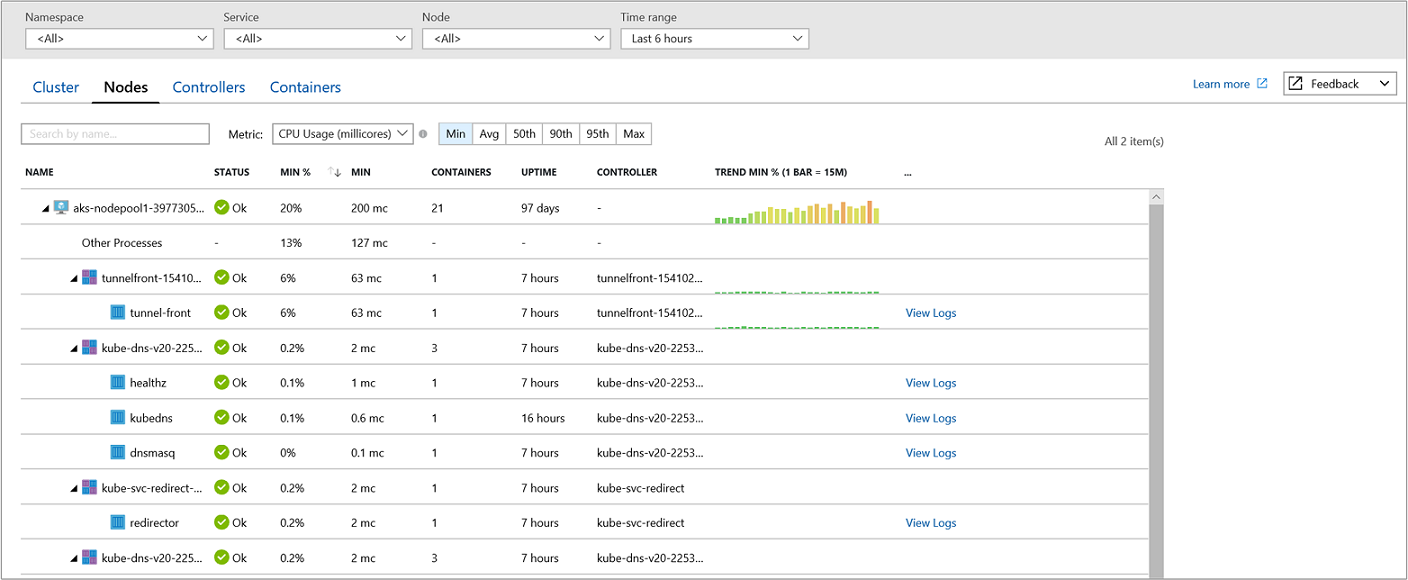 Namespace Service Node Time range
<All> <All> <All> Last 6 hours
Cluster Nodes Controllers Containers Learn more Feedback
Search by name... Metric: CPU Usage (millicores) Min Avg 50th 90th 95th Max
All 2 item(s)
NAME STATUS MIN % MIN CONTAINERS UPTIME CONTROLLER TREND MIN % (1 BAR = 15M) ...
aks-nodepool1-3977305... Ok 20% 200 mc 21 97 days -
Other Processes - 13% 127 mc - - -
tunnelfront-15410... Ok 6% 63 mc 1 7 hours tunnelfront-154102...
tunnel-front Ok 6% 63 mc 1 7 hours tunnelfront-154102... View Logs
kube-dns-v20-225... Ok 0.2% 2 mc 3 7 hours kube-dns-v20-2253...
healthz Ok 0.1% 1 mc 1 7 hours kube-dns-v20-2253... View Logs
kubedns Ok 0.1% 0.6 mc 1 16 hours kube-dns-v20-2253... View Logs
dnsmasq Ok 0% 0.1 mc 1 7 hours kube-dns-v20-2253... View Logs
kube-svc-redirect-... Ok 0.2% 2 mc 1 7 hours kube-svc-redirect
redirector Ok 0.2% 2 mc 1 7 hours kube-svc-redirect View Logs
kube-dns-v20-225... Ok 0.2% 2 mc 3 7 hours kube-dns-v20-2253...